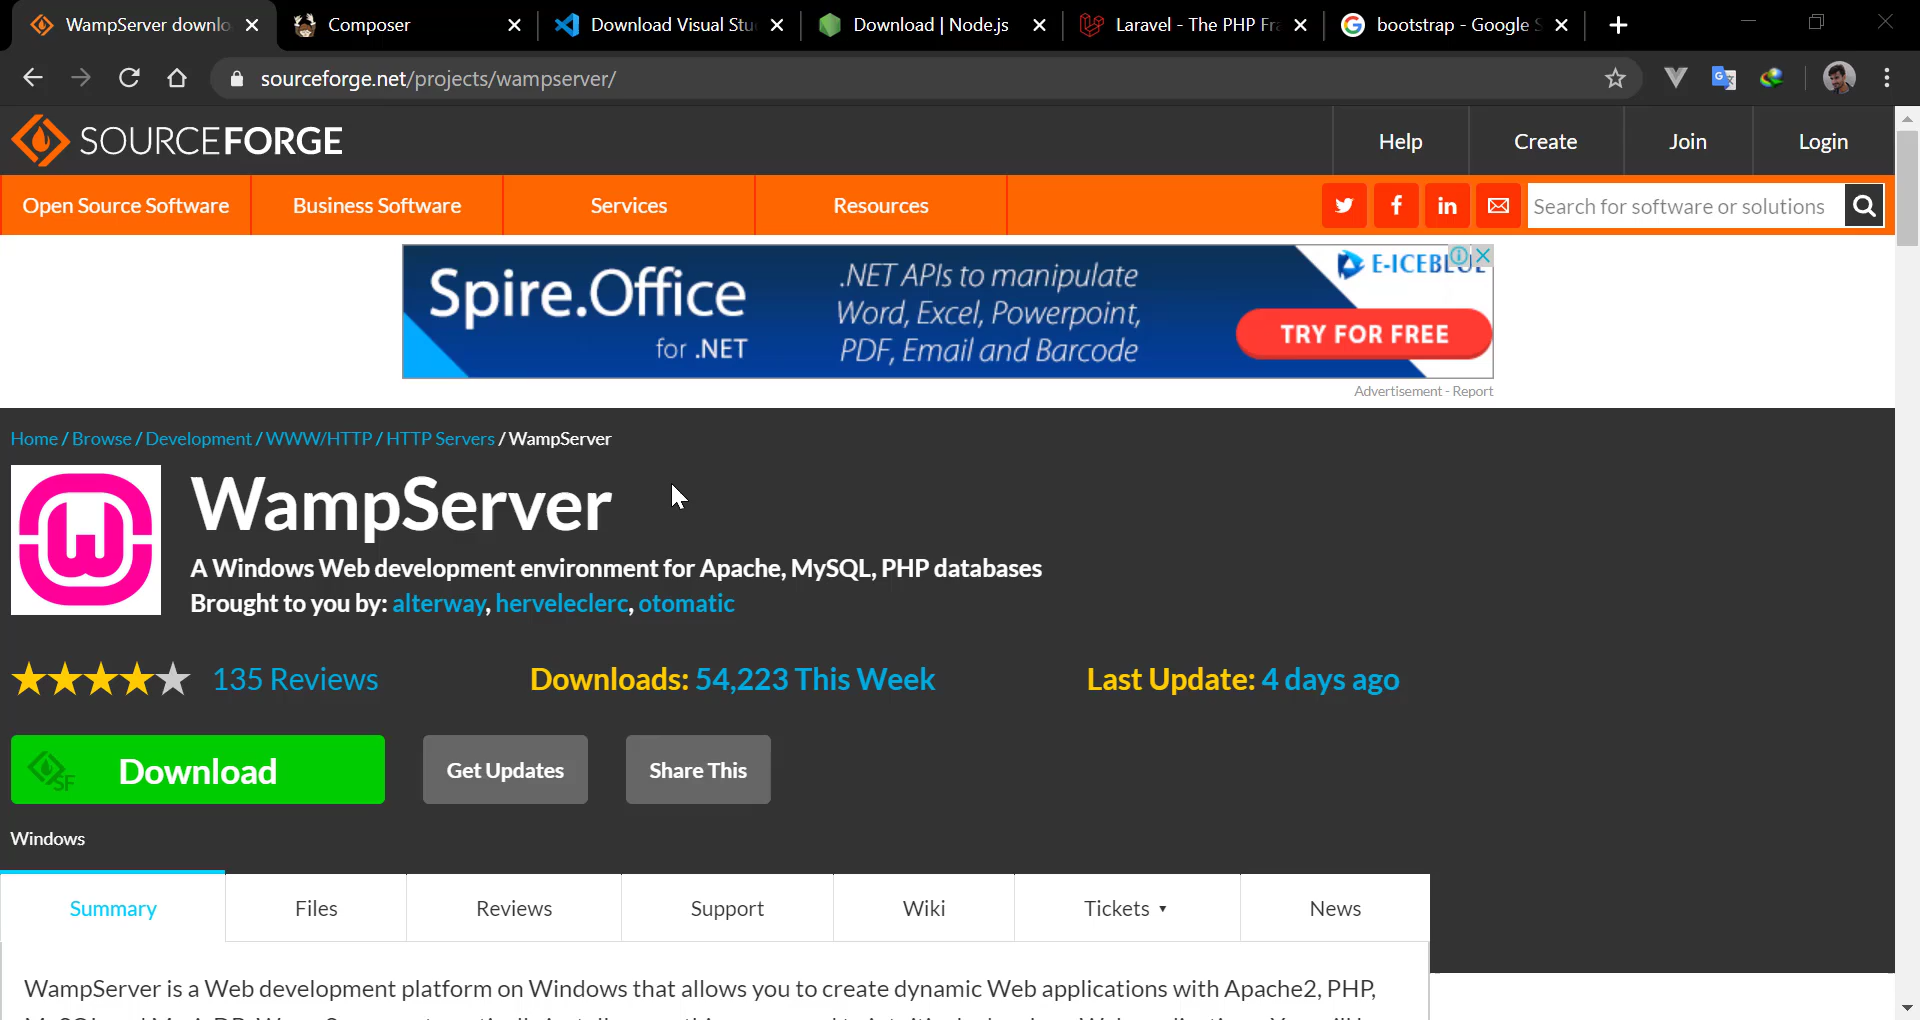 WampServer downlo
Composer
Download Visual Stu
Download | Node.js
Laravel - The PHP Fra
bootstrap - Google S
sourceforge.net/projects/wampserver/
SOURCEFORGE
Help
Create
Join
Login
Open Source Software
Business Software
Services
Resources
Search for software or solutions
Spire.Office
for .NET
.NET APIs to manipulate
Word, Excel, Powerpoint,
PDF, Email and Barcode
E-ICEBLUE
TRY FOR FREE
Advertisement - Report
Home / Browse / Development / WWW/HTTP / HTTP Servers / WampServer
WampServer
A Windows Web development environment for Apache, MySQL, PHP databases
Brought to you by: alterway, herveleclerc, otomatic
135 Reviews
Downloads: 54,223 This Week
Last Update: 4 days ago
SF
Download
Get Updates
Share This
Windows
Summary
Files
Reviews
Support
Wiki
Tickets
News
WampServer is a Web development platform on Windows that allows you to create dynamic Web applications with Apache2, PHP,